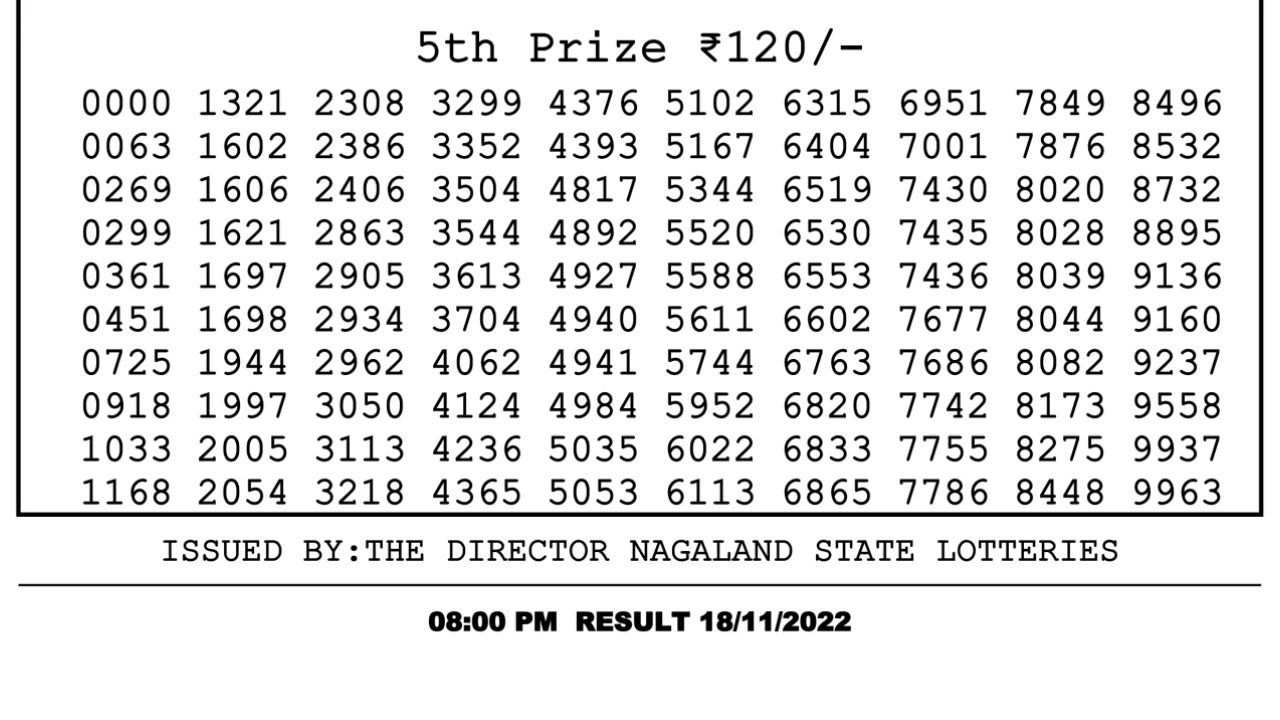 5th Prize ₹120/-
0000 1321 2308 3299 4376 5102 6315 6951 7849 8496
0063 1602 2386 3352 4393 5167 6404 7001 7876 8532
0269 1606 2406 3504 4817 5344 6519 7430 8020 8732
0299 1621 2863 3544 4892 5520 6530 7435 8028 8895
0361 1697 2905 3613 4927 5588 6553 7436 8039 9136
0451 1698 2934 3704 4940 5611 6602 7677 8044 9160
0725 1944 2962 4062 4941 5744 6763 7686 8082 9237
0918 1997 3050 4124 4984 5952 6820 7742 8173 9558
1033 2005 3113 4236 5035 6022 6833 7755 8275 9937
1168 2054 3218 4365 5053 6113 6865 7786 8448 9963
ISSUED BY:THE DIRECTOR NAGALAND STATE LOTTERIES
08:00 PM RESULT 18/11/2022